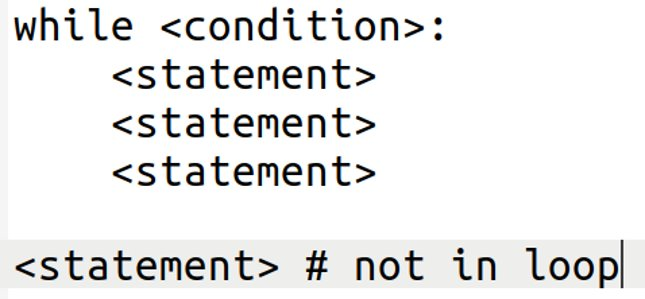 while <condition>:
    <statement>
    <statement>
    <statement>

<statement> # not in loop